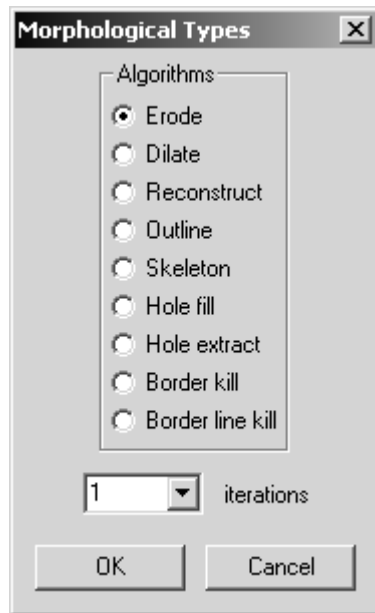 Morphological Types
Algorithms
Erode
Dilate
Reconstruct
Outline
Skeleton
Hole fill
Hole extract
Border kill
Border line kill
1 iterations
OK Cancel